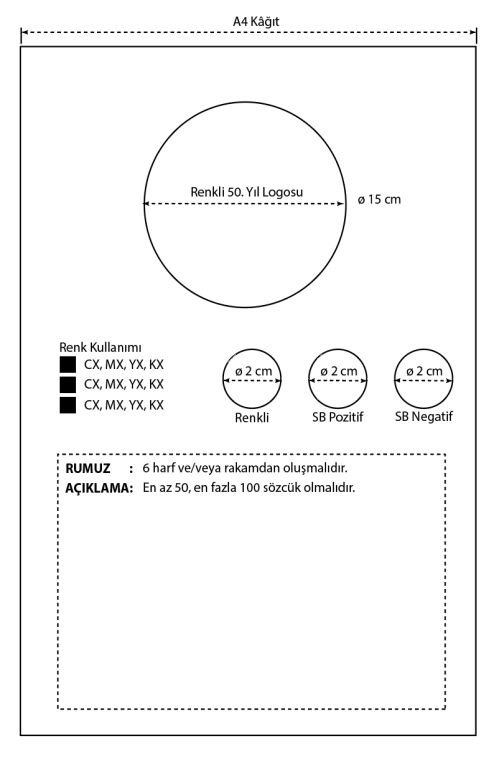 A4 Kâğıt
Renkli 50. Yıl Logosu
ø 15 cm
Renk Kullanımı
CX, MX, YX, KX
CX, MX, YX, KX
CX, MX, YX, KX
ø 2 cm
Renkli
ø 2 cm
SB Pozitif
ø 2 cm
SB Negatif
RUMUZ : 6 harf ve/veya rakamdan oluşmalıdır.
AÇIKLAMA: En az 50, en fazla 100 sözcük olmalıdır.